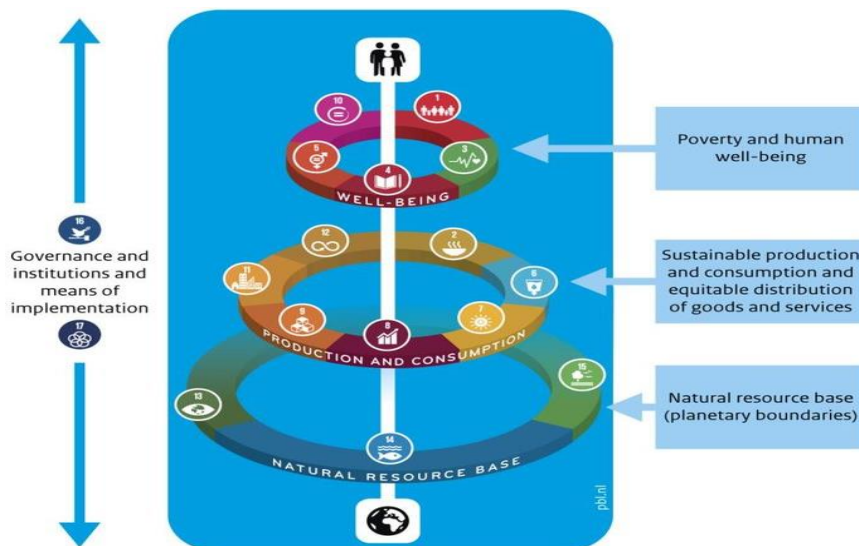 10
1
5
3
4
WELL-BEING
12
2
11
6
9
8
7
PRODUCTION AND CONSUMPTION
13
15
14
NATURAL RESOURCE BASE
pbl.nl
16
Governance and
institutions and
means of
implementation
17
Poverty and human
well-being
Sustainable production
and consumption and
equitable distribution
of goods and services
Natural resource base
(planetary boundaries)